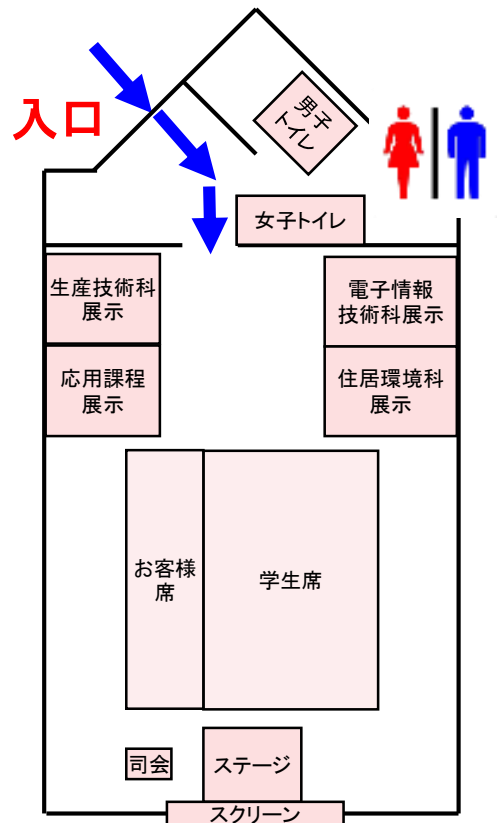 入口
男子
トイレ
女子トイレ
生産技術科
展示
電子情報
技術科展示
応用課程
展示
住居環境科
展示
お客様
席
学生席
司会
ステージ
スクリーン